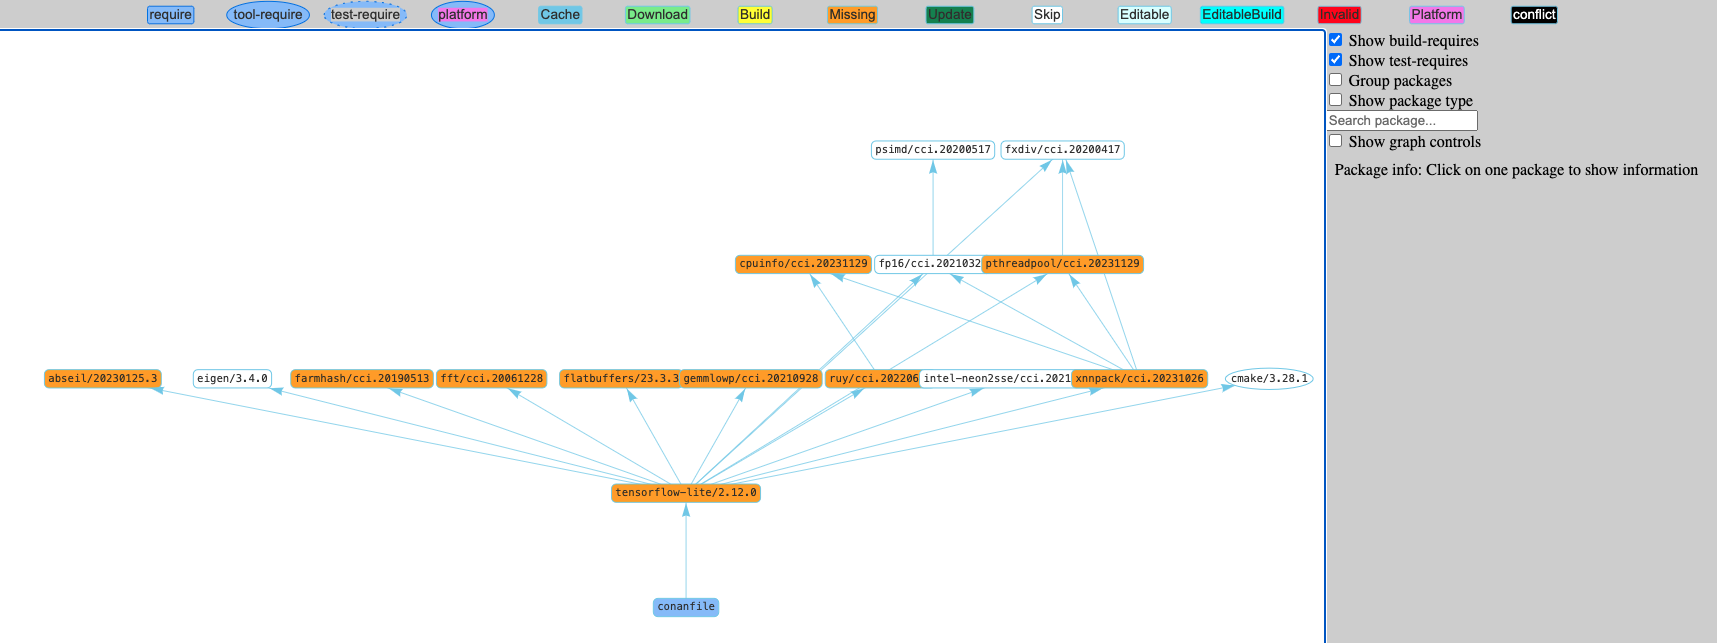 require tool-require test-require platform Cache Download Build Missing Update Skip Editable EditableBuild Invalid Platform conflict
Show build-requires
Show test-requires
Group packages
Show package type
Search package...
Show graph controls
Package info: Click on one package to show information
psimd/cci.20200517 fxdiv/cci.20200417
cpuinfo/cci.20231129 fp16/cci.2021032 pthreadpool/cci.20231129
abseil/20230125.3 eigen/3.4.0 farmhash/cci.20190513 fft/cci.20061228 flatbuffers/23.3.3 gemmlowp/cci.20210928 ruy/cci.202206 intel-neon2sse/cci.2021 xnnpack/cci.20231026 cmake/3.28.1
tensorflow-lite/2.12.0
conanfile